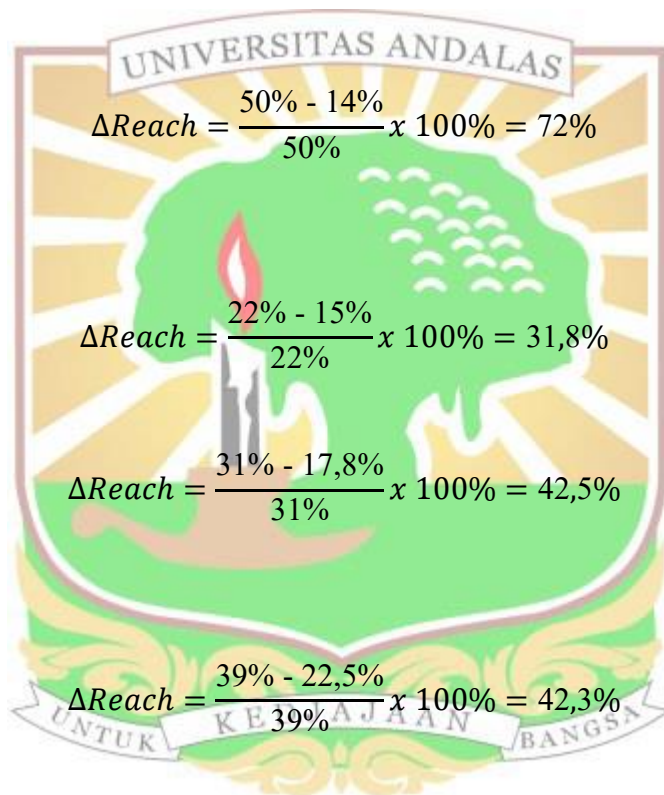 UNIVERSITAS ANDALAS
ΔReach = (50% - 14%)/50% x 100% = 72%
ΔReach = (22% - 15%)/22% x 100% = 31,8%
ΔReach = (31% - 17,8%)/31% x 100% = 42,5%
ΔReach = (39% - 22,5%)/39% x 100% = 42,3%
UNTUK KEDJAJAAN BANGSA